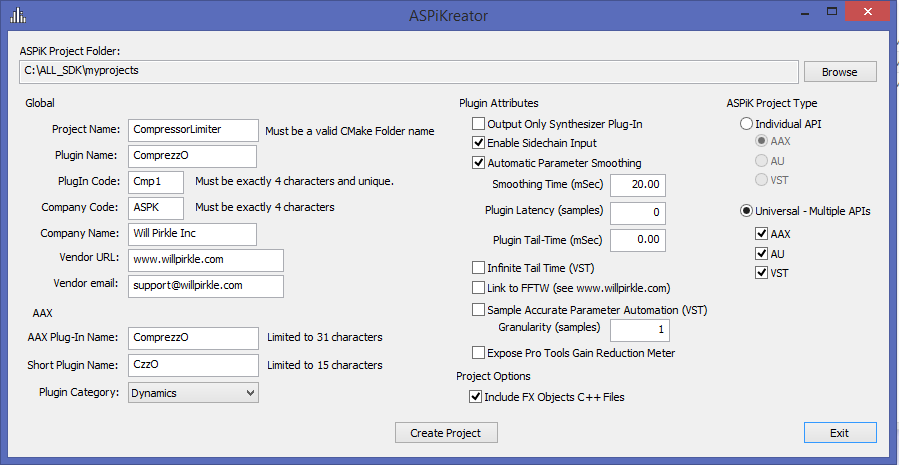 ASPiKreator
ASPiK Project Folder:
C:\ALL_SDK\myprojects
Browse
Global
Project Name: CompressorLimiter Must be a valid CMake Folder name
Plugin Name: ComprezzO
PlugIn Code: Cmp1 Must be exactly 4 characters and unique.
Company Code: ASPK Must be exactly 4 characters
Company Name: Will Pirkle Inc
Vendor URL: www.willpirkle.com
Vendor email: support@willpirkle.com
AAX
AAX Plug-In Name: ComprezzO Limited to 31 characters
Short Plugin Name: CzzO Limited to 15 characters
Plugin Category: Dynamics
Plugin Attributes
Output Only Synthesizer Plug-In
Enable Sidechain Input
Automatic Parameter Smoothing
Smoothing Time (mSec) 20.00
Plugin Latency (samples) 0
Plugin Tail-Time (mSec) 0.00
Infinite Tail Time (VST)
Link to FFTW (see www.willpirkle.com)
Sample Accurate Parameter Automation (VST)
Granularity (samples) 1
Expose Pro Tools Gain Reduction Meter
Project Options
Include FX Objects C++ Files
ASPiK Project Type
Individual API
AAX
AU
VST
Universal - Multiple APIs
AAX
AU
VST
Create Project
Exit